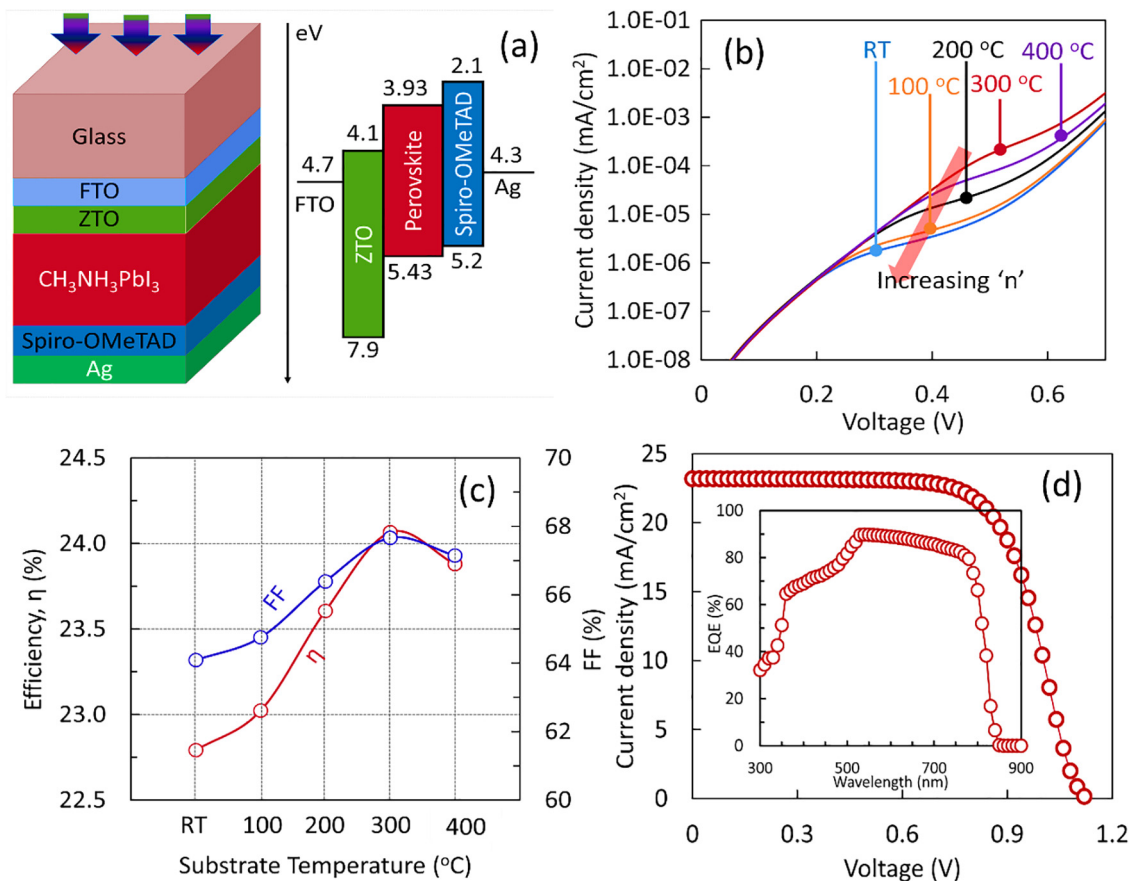 Glass
FTO
ZTO
CH₃NH₃PbI₃
Spiro-OMeTAD
Ag
eV
(a)
4.7
FTO
4.1
ZTO
7.9
3.93
Perovskite
5.43
2.1
Spiro-OMeTAD
5.2
4.3
Ag
(b)
Current density (mA/cm²)
1.0E-01
1.0E-02
1.0E-03
1.0E-04
1.0E-05
1.0E-06
1.0E-07
1.0E-08
RT
100 °C
200 °C
300 °C
400 °C
Increasing 'n'
0 0.2 0.4 0.6
Voltage (V)
(c)
Efficiency, η (%)
24.5
24.0
23.5
23.0
22.5
FF
η
70
68
66
64
62
60
FF (%)
RT 100 200 300 400
Substrate Temperature (°C)
(d)
Current density (mA/cm²)
25
20
15
10
5
0
EQE (%)
100
80
60
40
20
0
300 500 700 900
Wavelength (nm)
0 0.3 0.6 0.9 1.2
Voltage (V)